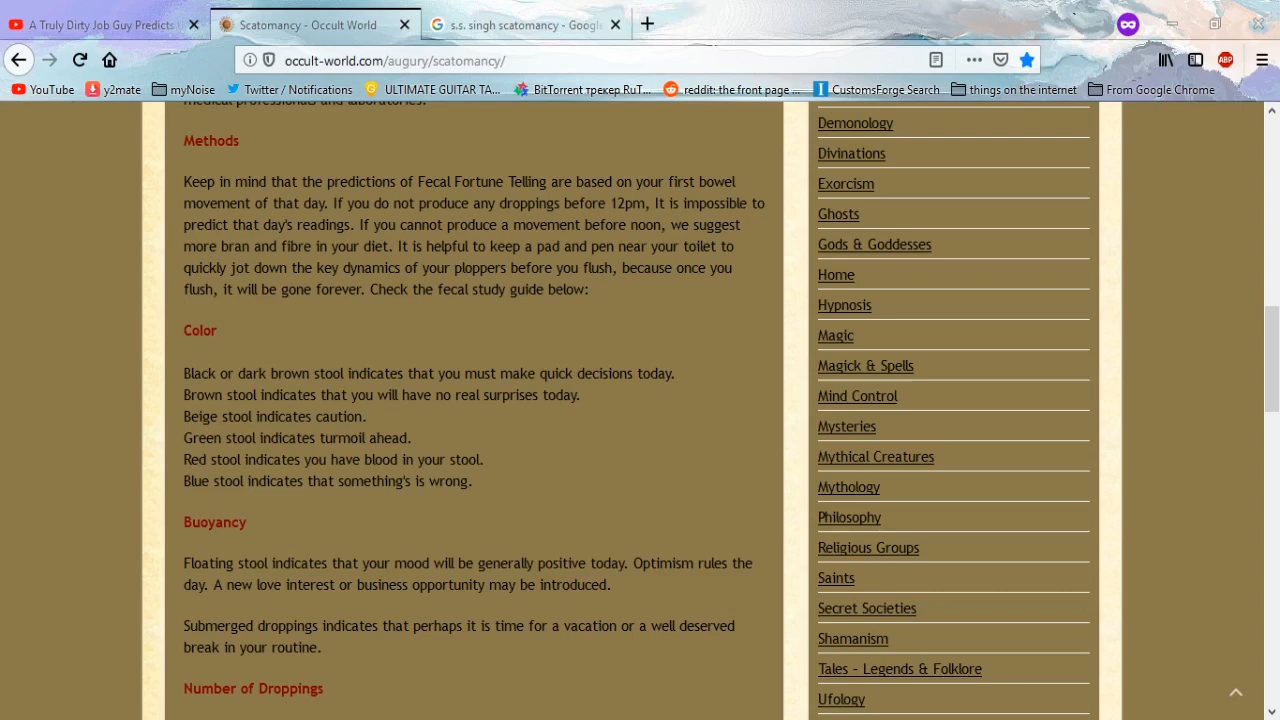 A Truly Dirty Job Guy Predicts
Scatomancy - Occult World
s.s. singh scatomancy - Google
occult-world.com/augury/scatomancy/
YouTube
y2mate
myNoise
Twitter / Notifications
ULTIMATE GUITAR TA...
BitTorrent трекер RuT...
reddit: the front page ...
CustomsForge Search
things on the internet
From Google Chrome
ABP
medical professionals and laboratories.
Methods
Keep in mind that the predictions of Fecal Fortune Telling are based on your first bowel
movement of that day. If you do not produce any droppings before 12pm, It is impossible to
predict that day's readings. If you cannot produce a movement before noon, we suggest
more bran and fibre in your diet. It is helpful to keep a pad and pen near your toilet to
quickly jot down the key dynamics of your ploppers before you flush, because once you
flush, it will be gone forever. Check the fecal study guide below:
Color
Black or dark brown stool indicates that you must make quick decisions today.
Brown stool indicates that you will have no real surprises today.
Beige stool indicates caution.
Green stool indicates turmoil ahead.
Red stool indicates you have blood in your stool.
Blue stool indicates that something's is wrong.
Buoyancy
Floating stool indicates that your mood will be generally positive today. Optimism rules the
day. A new love interest or business opportunity may be introduced.
Submerged droppings indicates that perhaps it is time for a vacation or a well deserved
break in your routine.
Number of Droppings
Demonology
Divinations
Exorcism
Ghosts
Gods & Goddesses
Home
Hypnosis
Magic
Magick & Spells
Mind Control
Mysteries
Mythical Creatures
Mythology
Philosophy
Religious Groups
Saints
Secret Societies
Shamanism
Tales – Legends & Folklore
Ufology